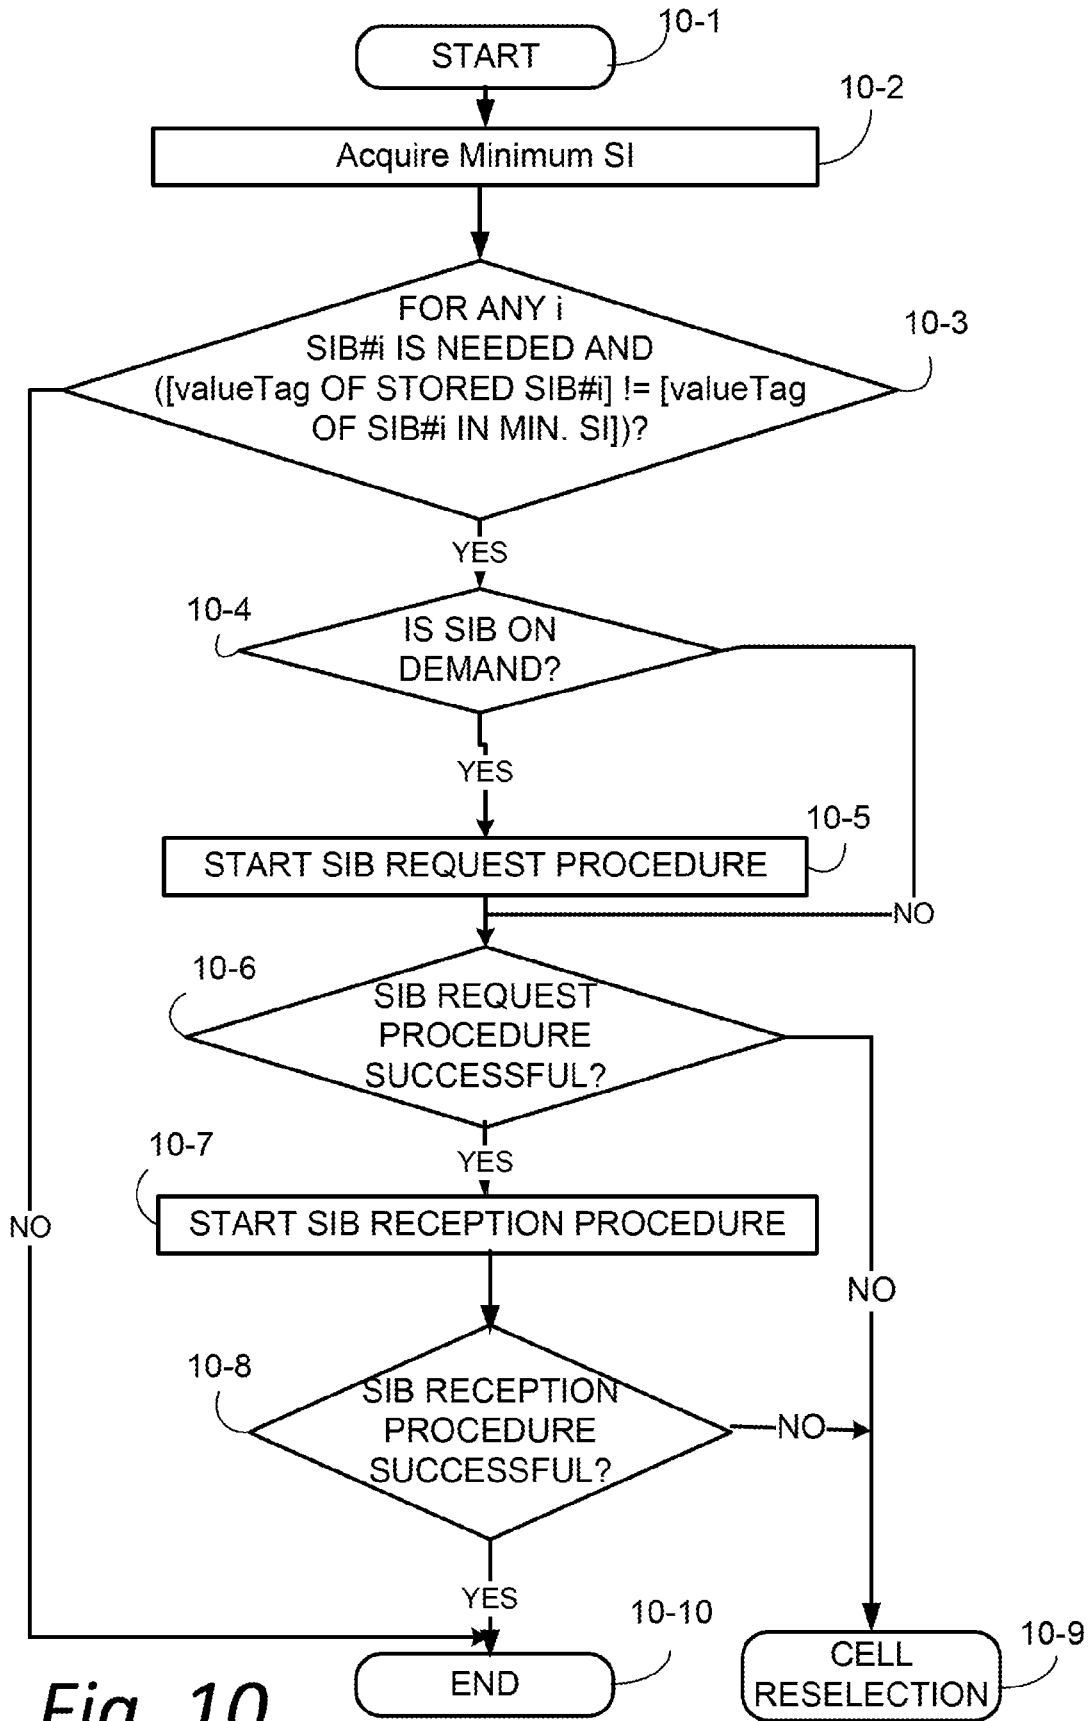 10-1
START
10-2
Acquire Minimum SI
FOR ANY i
SIB#i IS NEEDED AND
([valueTag OF STORED SIB#i] != [valueTag
OF SIB#i IN MIN. SI])?
10-3
YES
10-4
IS SIB ON
DEMAND?
YES
10-5
START SIB REQUEST PROCEDURE
NO
10-6
SIB REQUEST
PROCEDURE
SUCCESSFUL?
10-7
YES
START SIB RECEPTION PROCEDURE
NO
NO
10-8
SIB RECEPTION
PROCEDURE
SUCCESSFUL?
NO
YES
10-10
END
10-9
CELL
RESELECTION
Fig. 10